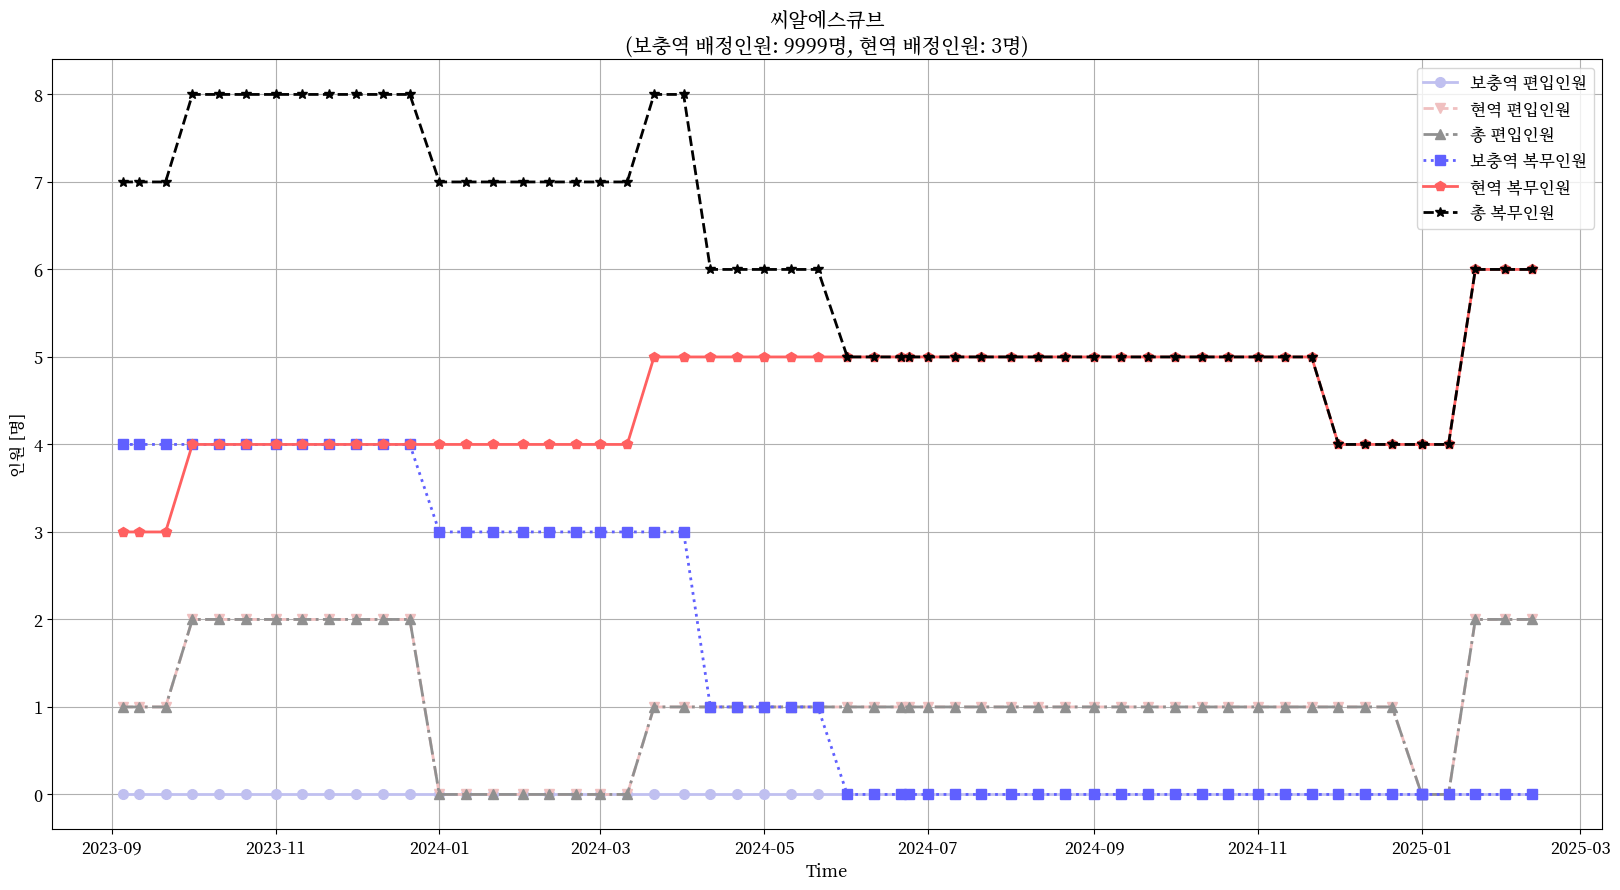 씨알에스큐브
(보충역 배정인원: 9999명, 현역 배정인원: 3명)
보충역 편입인원
현역 편입인원
총 편입인원
보충역 복무인원
현역 복무인원
총 복무인원
8
7
6
5
4
3
2
1
0
인원 [명]
2023-09 2023-11 2024-01 2024-03 2024-05 2024-07 2024-09 2024-11 2025-01 2025-03
Time